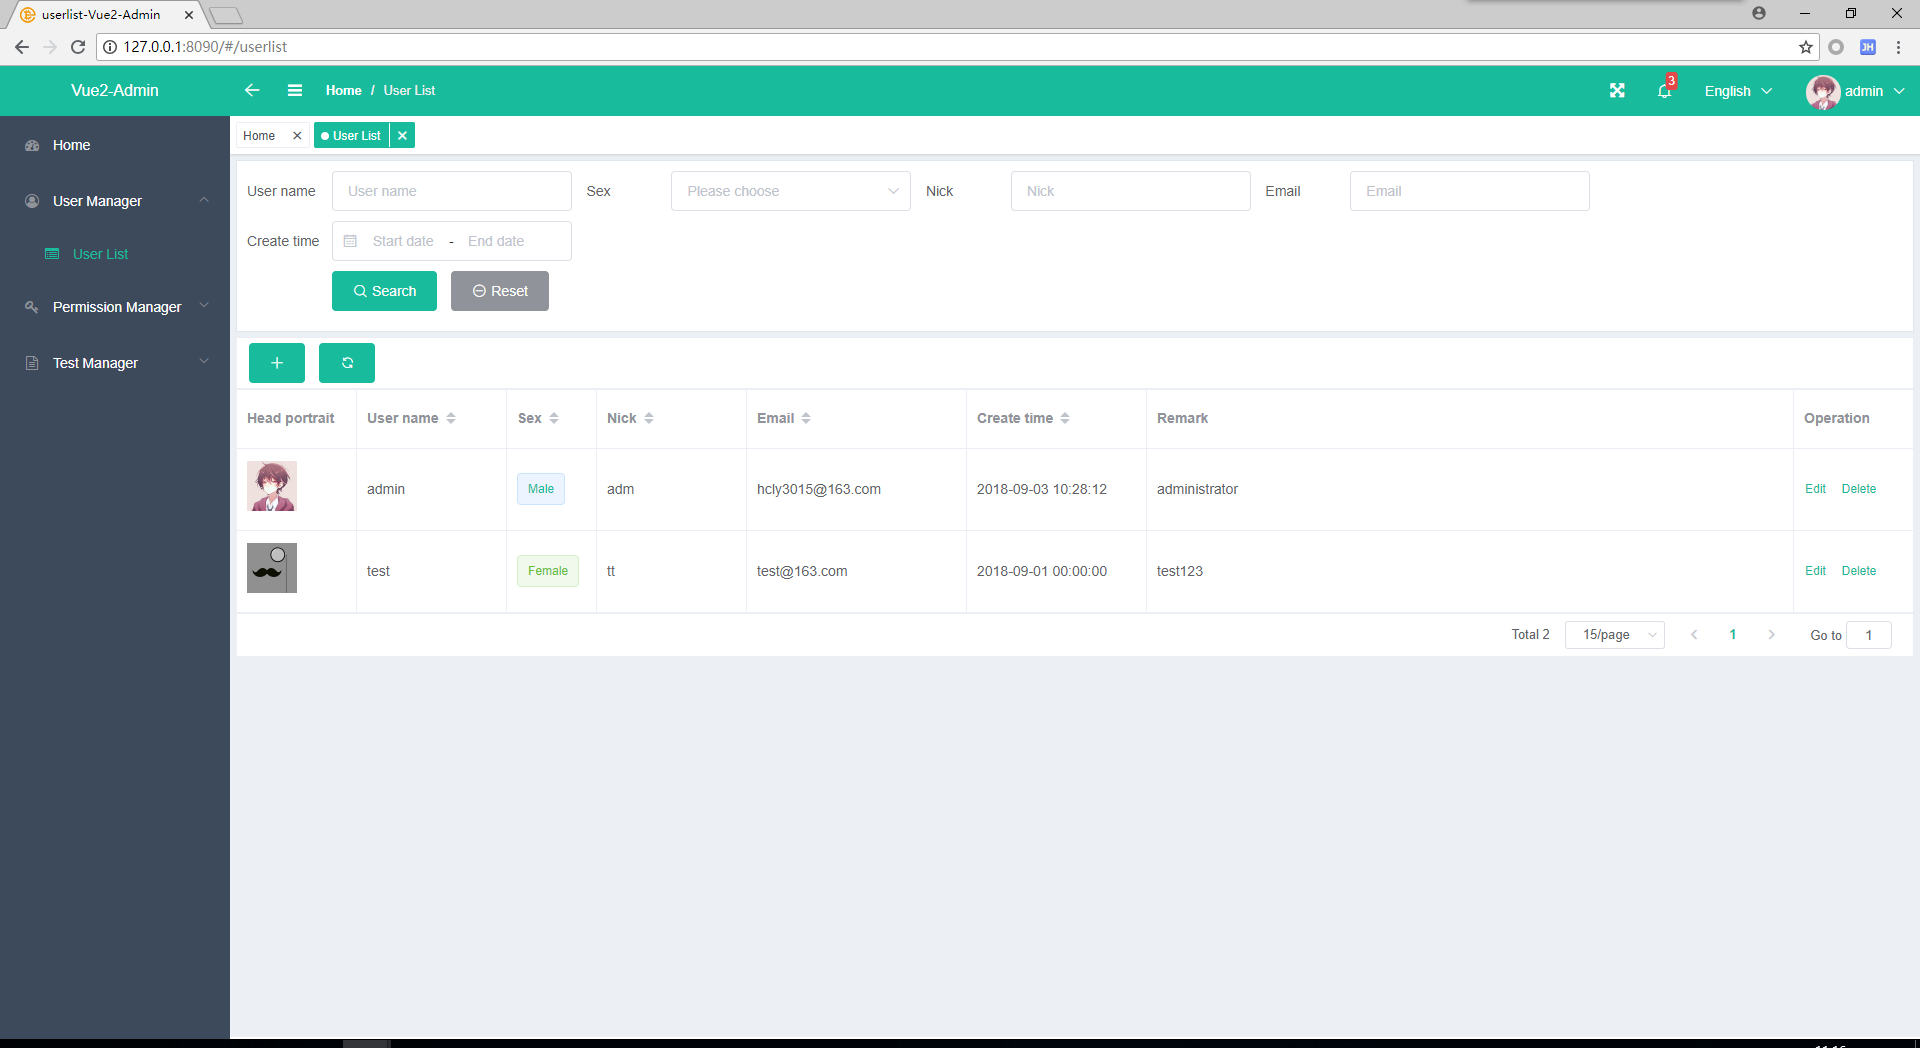 userlist-Vue2-Admin
127.0.0.1:8090/#/userlist
JH
Vue2-Admin
Home / User List
3
English
admin
Home
User Manager
User List
Permission Manager
Test Manager
Home
User List
User name User name Sex Please choose Nick Nick Email Email
Create time Start date - End date
Search Reset
Head portrait User name Sex Nick Email Create time Remark Operation
admin Male adm hcly3015@163.com 2018-09-03 10:28:12 administrator Edit Delete
test Female tt test@163.com 2018-09-01 00:00:00 test123 Edit Delete
Total 2 15/page 1 Go to 1